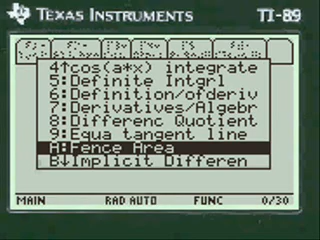 TEXAS INSTRUMENTS TI-89
4↑cos(a*x) integrate
5:Definite Intgrl
6:Definition/ofderiv
7:Derivatives/Algebr
8:Differenc Quotient
9:Equa tangent line
A:Fence Area
B↓Implicit Differen
MAIN RAD AUTO FUNC 0/30